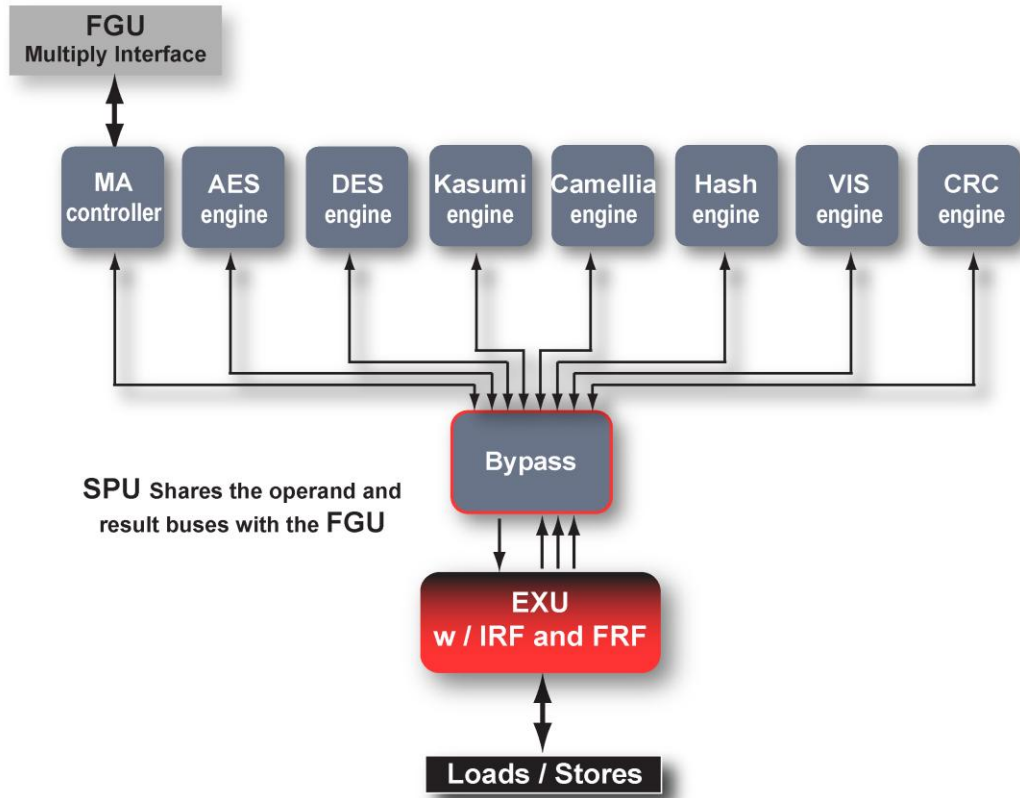 FGU
Multiply Interface
MA
controller
AES
engine
DES
engine
Kasumi
engine
Camellia
engine
Hash
engine
VIS
engine
CRC
engine
Bypass
SPU Shares the operand and
result buses with the FGU
EXU
w / IRF and FRF
Loads / Stores